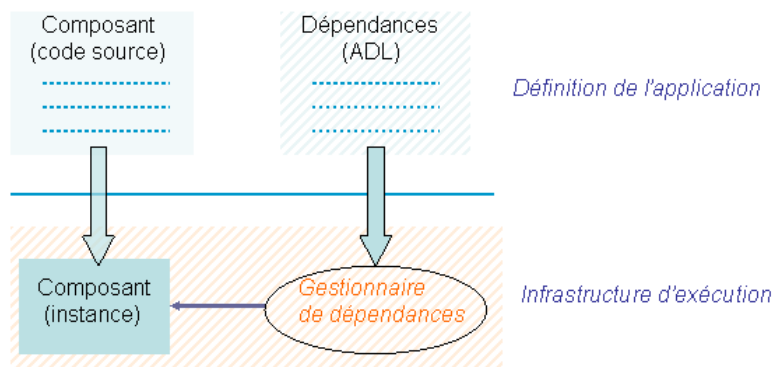 Composant
(code source)
Dépendances
(ADL)
Définition de l'application
Composant
(instance)
Gestionnaire
de dépendances
Infrastructure d'exécution